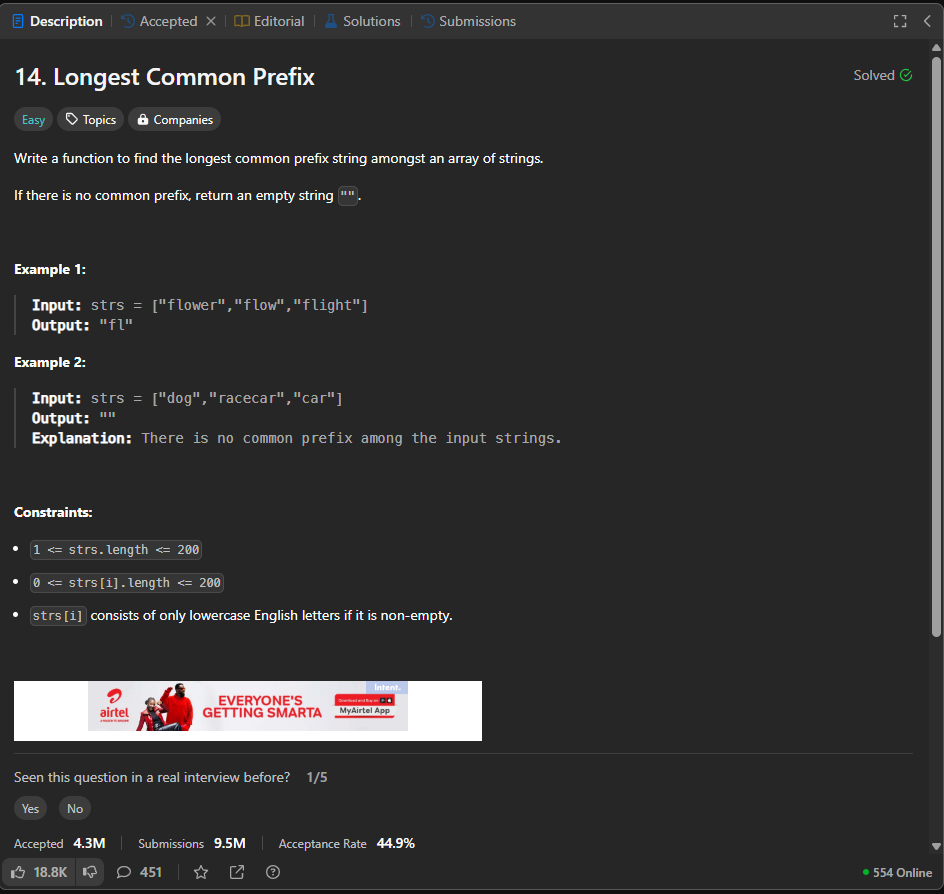 Description
Accepted
Editorial
Solutions
Submissions
14. Longest Common Prefix
Solved
Easy
Topics
Companies
Write a function to find the longest common prefix string amongst an array of strings.
If there is no common prefix, return an empty string "".
Example 1:
Input: strs = ["flower","flow","flight"]
Output: "fl"
Example 2:
Input: strs = ["dog","racecar","car"]
Output: ""
Explanation: There is no common prefix among the input strings.
Constraints:
1 <= strs.length <= 200
0 <= strs[i].length <= 200
strs[i] consists of only lowercase English letters if it is non-empty.
airtel
EVERYONE'S
GETTING SMARTA
Intent.
MyAirtel App
Seen this question in a real interview before? 1/5
Yes
No
Accepted 4.3M
Submissions 9.5M
Acceptance Rate 44.9%
18.8K
451
554 Online